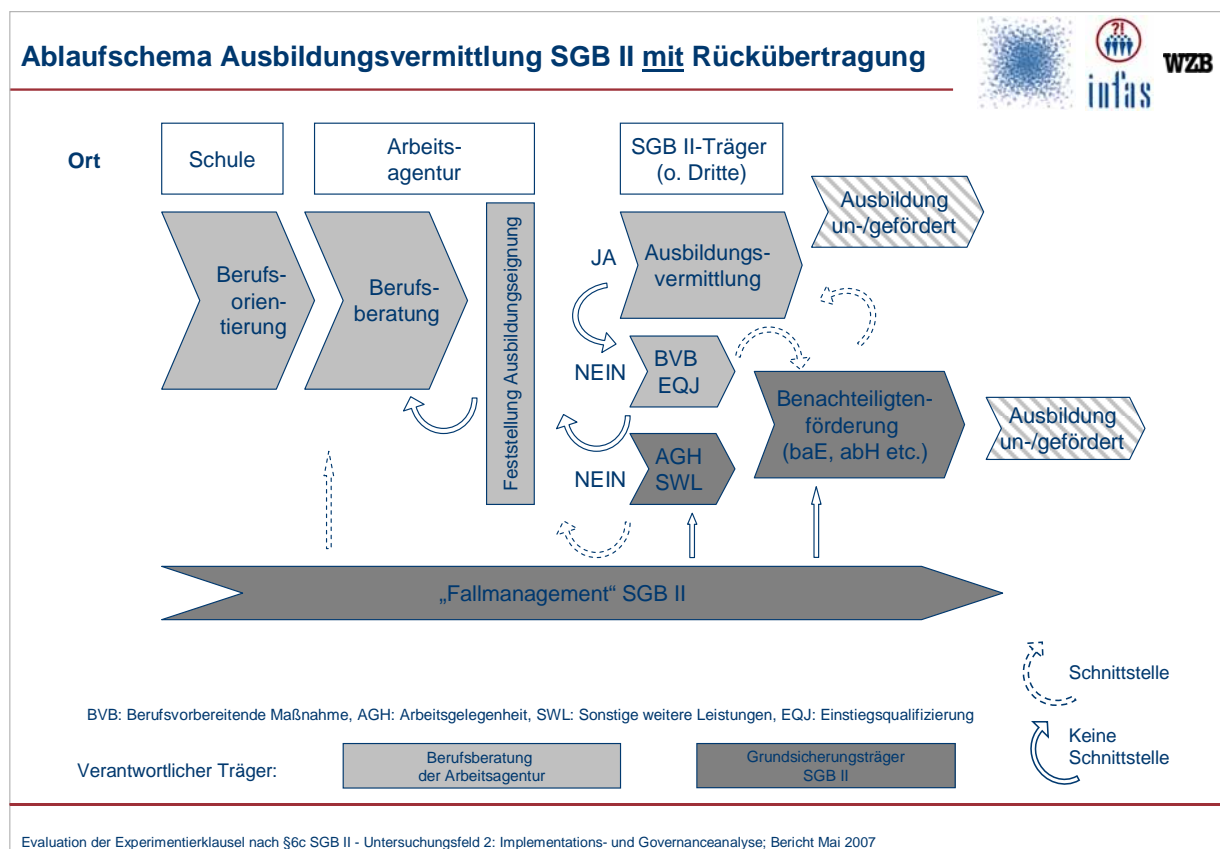 Ablaufschema Ausbildungsvermittlung SGB II mit Rückübertragung
?!
infas
WZB
Ort
Schule
Arbeits-
agentur
SGB II-Träger
(o. Dritte)
Ausbildung
un-/gefördert
Berufs-
orien-
tierung
Berufs-
beratung
Feststellung Ausbildungseignung
JA
Ausbildungs-
vermittlung
NEIN
BVB
EQJ
NEIN
AGH
SWL
Benachteiligten-
förderung
(baE, abH etc.)
Ausbildung
un-/gefördert
„Fallmanagement“ SGB II
Schnittstelle
Keine
Schnittstelle
BVB: Berufsvorbereitende Maßnahme, AGH: Arbeitsgelegenheit, SWL: Sonstige weitere Leistungen, EQJ: Einstiegsqualifizierung
Verantwortlicher Träger:
Berufsberatung
der Arbeitsagentur
Grundsicherungsträger
SGB II
Evaluation der Experimentierklausel nach §6c SGB II - Untersuchungsfeld 2: Implementations- und Governanceanalyse; Bericht Mai 2007